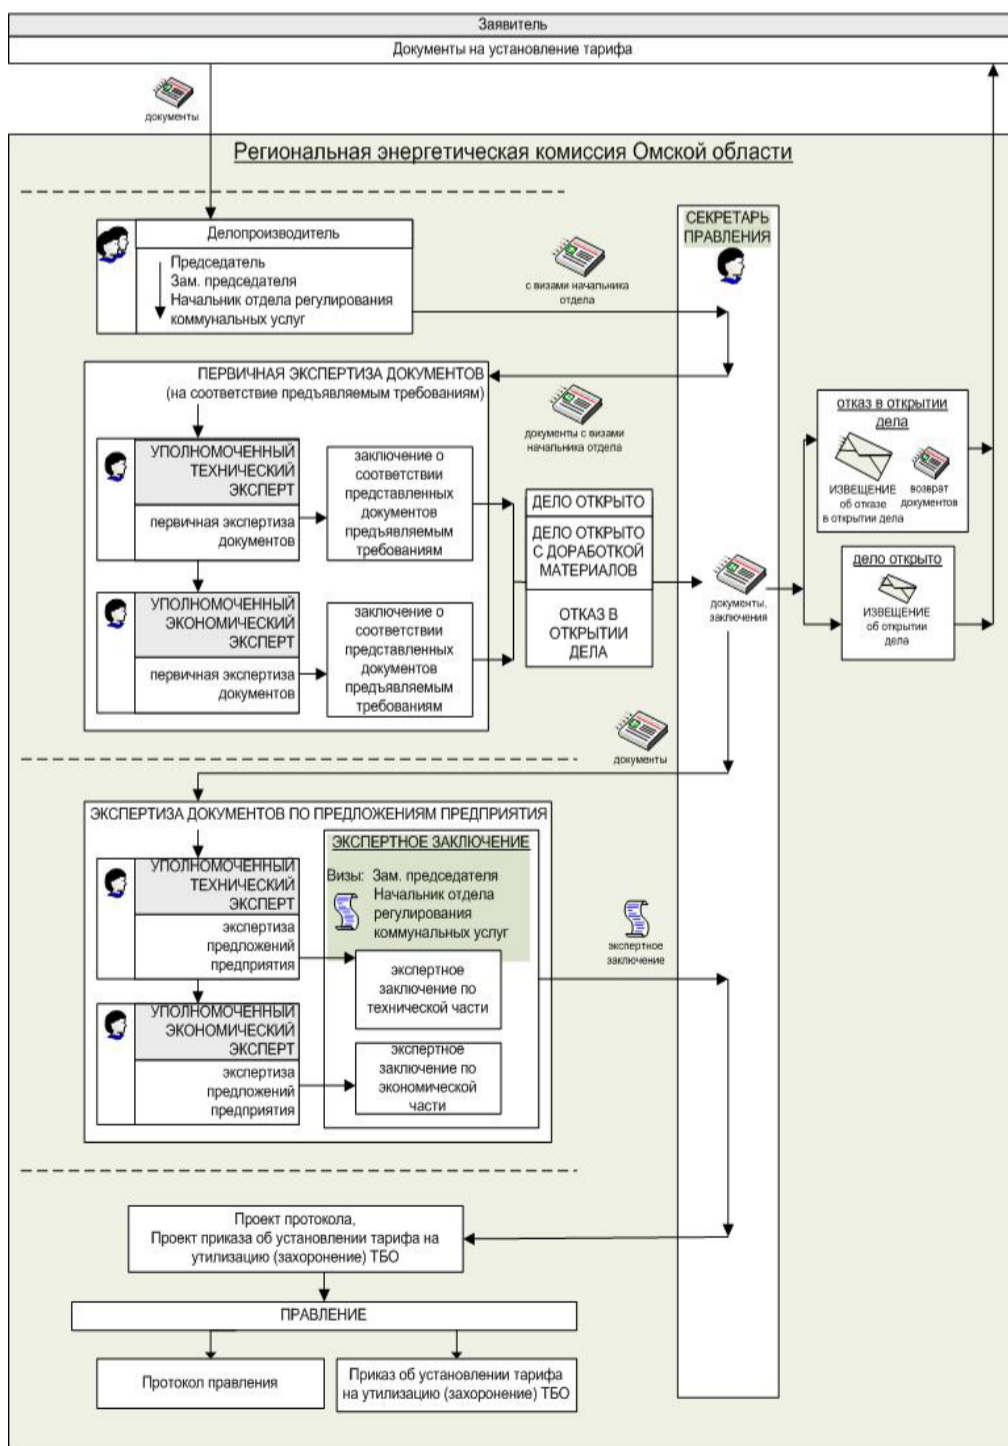 Заявитель
Документы на установление тарифа
документы
Региональная энергетическая комиссия Омской области
Делопроизводитель
Председатель
Зам. председателя
Начальник отдела регулирования
коммунальных услуг
с визами начальника
отдела
СЕКРЕТАРЬ
ПРАВЛЕНИЯ
ПЕРВИЧНАЯ ЭКСПЕРТИЗА ДОКУМЕНТОВ
(на соответствие предъявляемым требованиям)
документы с визами
начальника отдела
УПОЛНОМОЧЕННЫЙ
ТЕХНИЧЕСКИЙ
ЭКСПЕРТ
первичная экспертиза
документов
заключение о
соответствии
представленных
документов
предъявляемым
требованиям
УПОЛНОМОЧЕННЫЙ
ЭКОНОМИЧЕСКИЙ
ЭКСПЕРТ
первичная экспертиза
документов
заключение о
соответствии
представленных
документов
предъявляемым
требованиям
ДЕЛО ОТКРЫТО
ДЕЛО ОТКРЫТО
С ДОРАБОТКОЙ
МАТЕРИАЛОВ
ОТКАЗ В
ОТКРЫТИИ
ДЕЛА
документы,
заключения
отказ в открытии
дела
ИЗВЕЩЕНИЕ
об отказе
в открытии дела
возврат
документов
дело открыто
ИЗВЕЩЕНИЕ
об открытии
дела
документы
ЭКСПЕРТИЗА ДОКУМЕНТОВ ПО ПРЕДЛОЖЕНИЯМ ПРЕДПРИЯТИЯ
УПОЛНОМОЧЕННЫЙ
ТЕХНИЧЕСКИЙ
ЭКСПЕРТ
экспертиза
предложений
предприятия
ЭКСПЕРТНОЕ ЗАКЛЮЧЕНИЕ
Визы: Зам. председателя
Начальник отдела
регулирования
коммунальных услуг
экспертное
заключение по
технической части
экспертное
заключение
УПОЛНОМОЧЕННЫЙ
ЭКОНОМИЧЕСКИЙ
ЭКСПЕРТ
экспертиза
предложений
предприятия
экспертное
заключение по
экономической
части
Проект протокола,
Проект приказа об установлении тарифа на
утилизацию (захоронение) ТБО
ПРАВЛЕНИЕ
Протокол правления
Приказ об установлении тарифа
на утилизацию (захоронение) ТБО